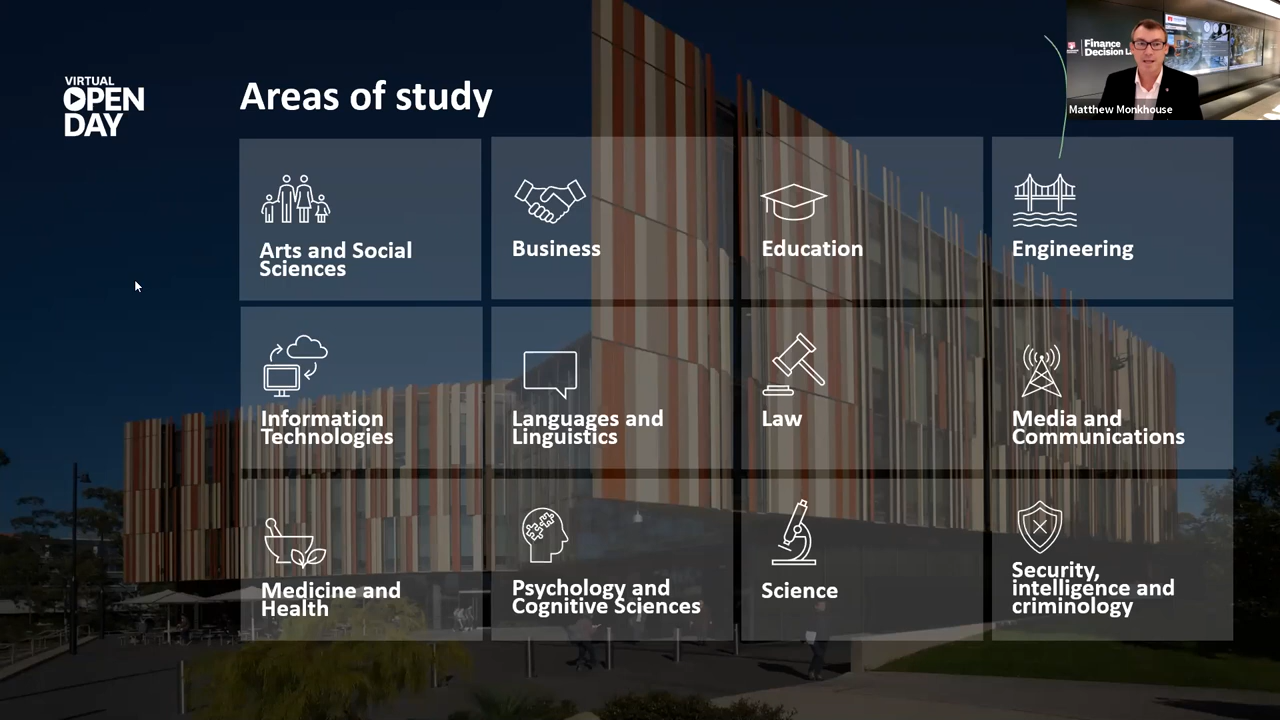 VIRTUAL
OPEN
DAY
Areas of study
Finance
Decision L
Matthew Monkhouse
Arts and Social
Sciences
Business
Education
Engineering
Information
Technologies
Languages and
Linguistics
Law
Media and
Communications
Medicine and
Health
Psychology and
Cognitive Sciences
Science
Security,
intelligence and
criminology